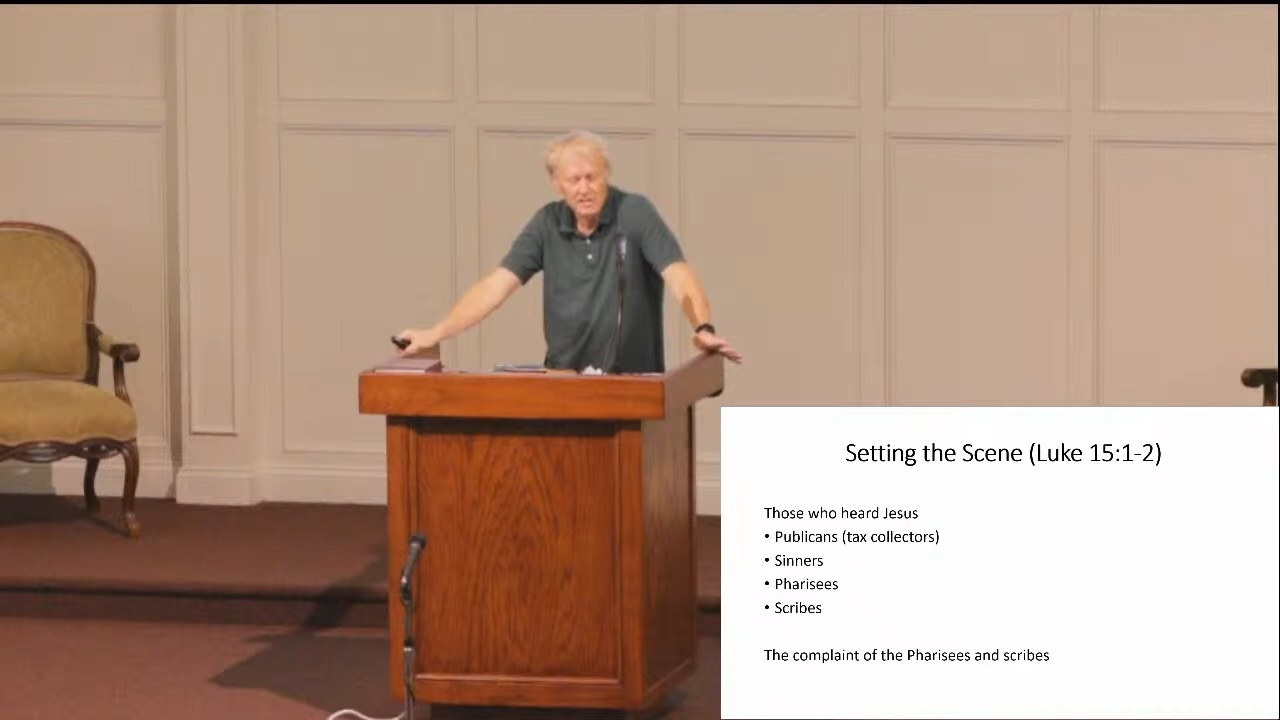 Setting the Scene (Luke 15:1-2)
Those who heard Jesus
• Publicans (tax collectors)
• Sinners
• Pharisees
• Scribes
The complaint of the Pharisees and scribes